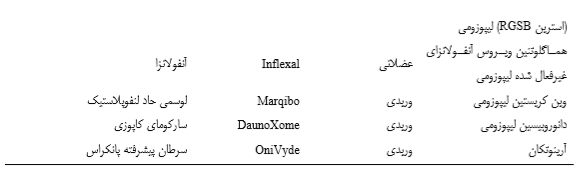 (استرین RGSB) لیپوزومی
هماگلوتنین ویروس آنفولانزای
غیرفعال شده لیپوزومی عضلانی Inflexal آنفولانزا
وین کریستین لیپوزومی وریدی Marqibo لوسمی حاد لنفوپلاستیک
دانوروبیسین لیپوزومی وریدی DaunoXome سارکومای کاپوزی
آرینوتکان وریدی OniVyde سرطان پیشرفته پانکراس